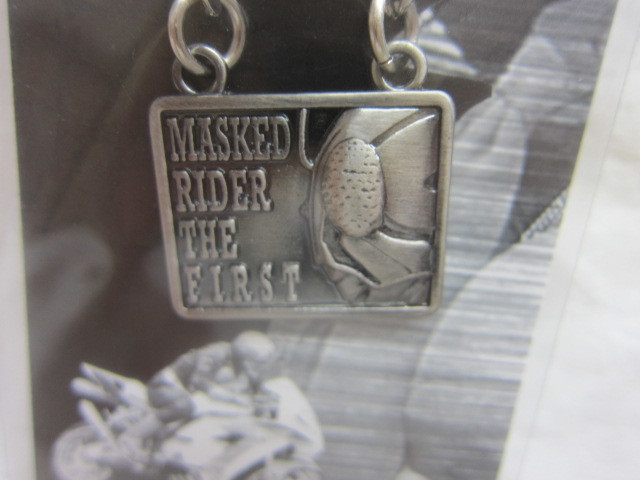 MASKED
RIDER
THE
FIRST